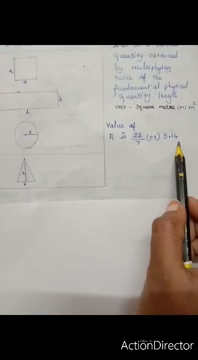 quantity obtained
by multiplying
twice of the
fundamental physical
quantity length
unit - square metre (or) m²
a
a
b
l
r
h
b
Value of
π is 22/7 (or) 3.14
ActionDirector